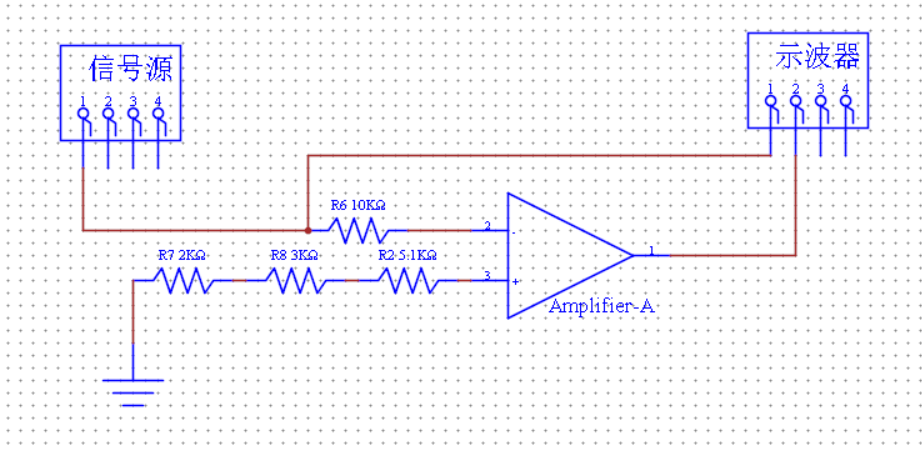 信号源
1 2 3 4
示波器
1 2 3 4
R6 10KΩ
2
-
R7 2KΩ
R8 3KΩ
R2 5.1KΩ
3
+
1
Amplifier-A